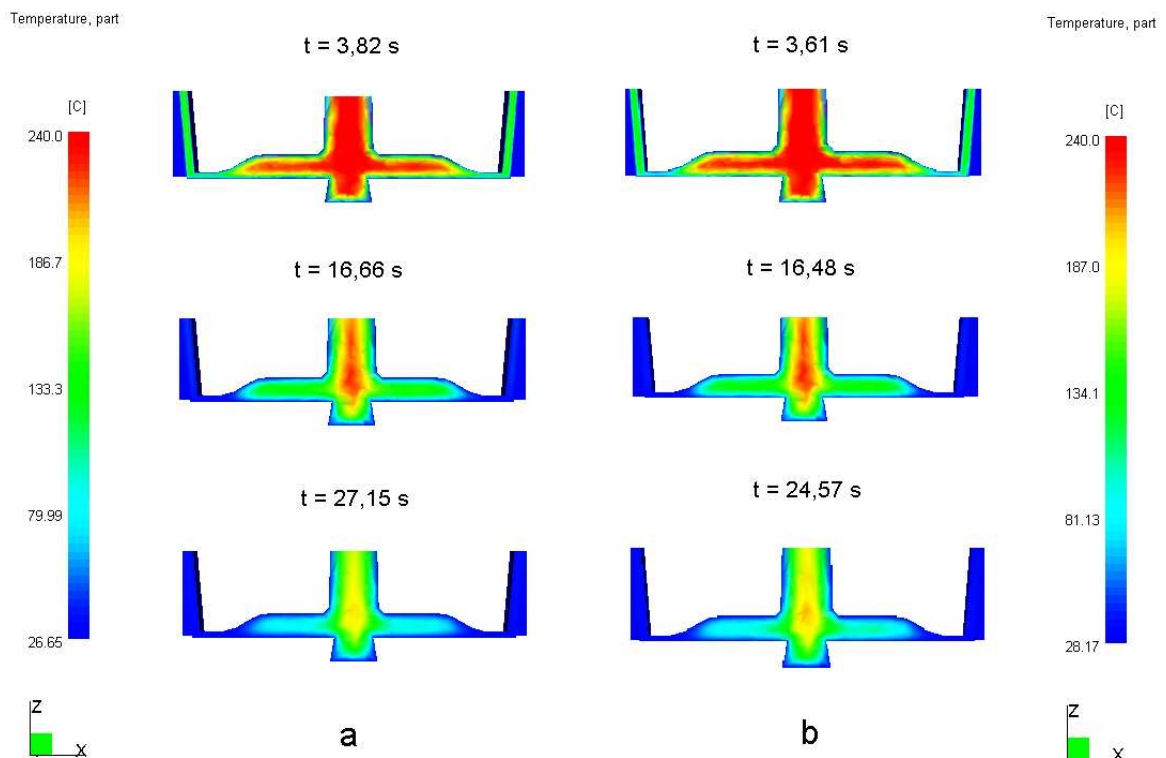 Temperature, part
Temperature, part
t = 3,82 s
t = 3,61 s
[C]
[C]
240.0
240.0
t = 16,66 s
t = 16,48 s
186.7
187.0
133.3
134.1
t = 27,15 s
t = 24,57 s
79.99
81.13
26.65
28.17
Z
X
a
b
Z
X